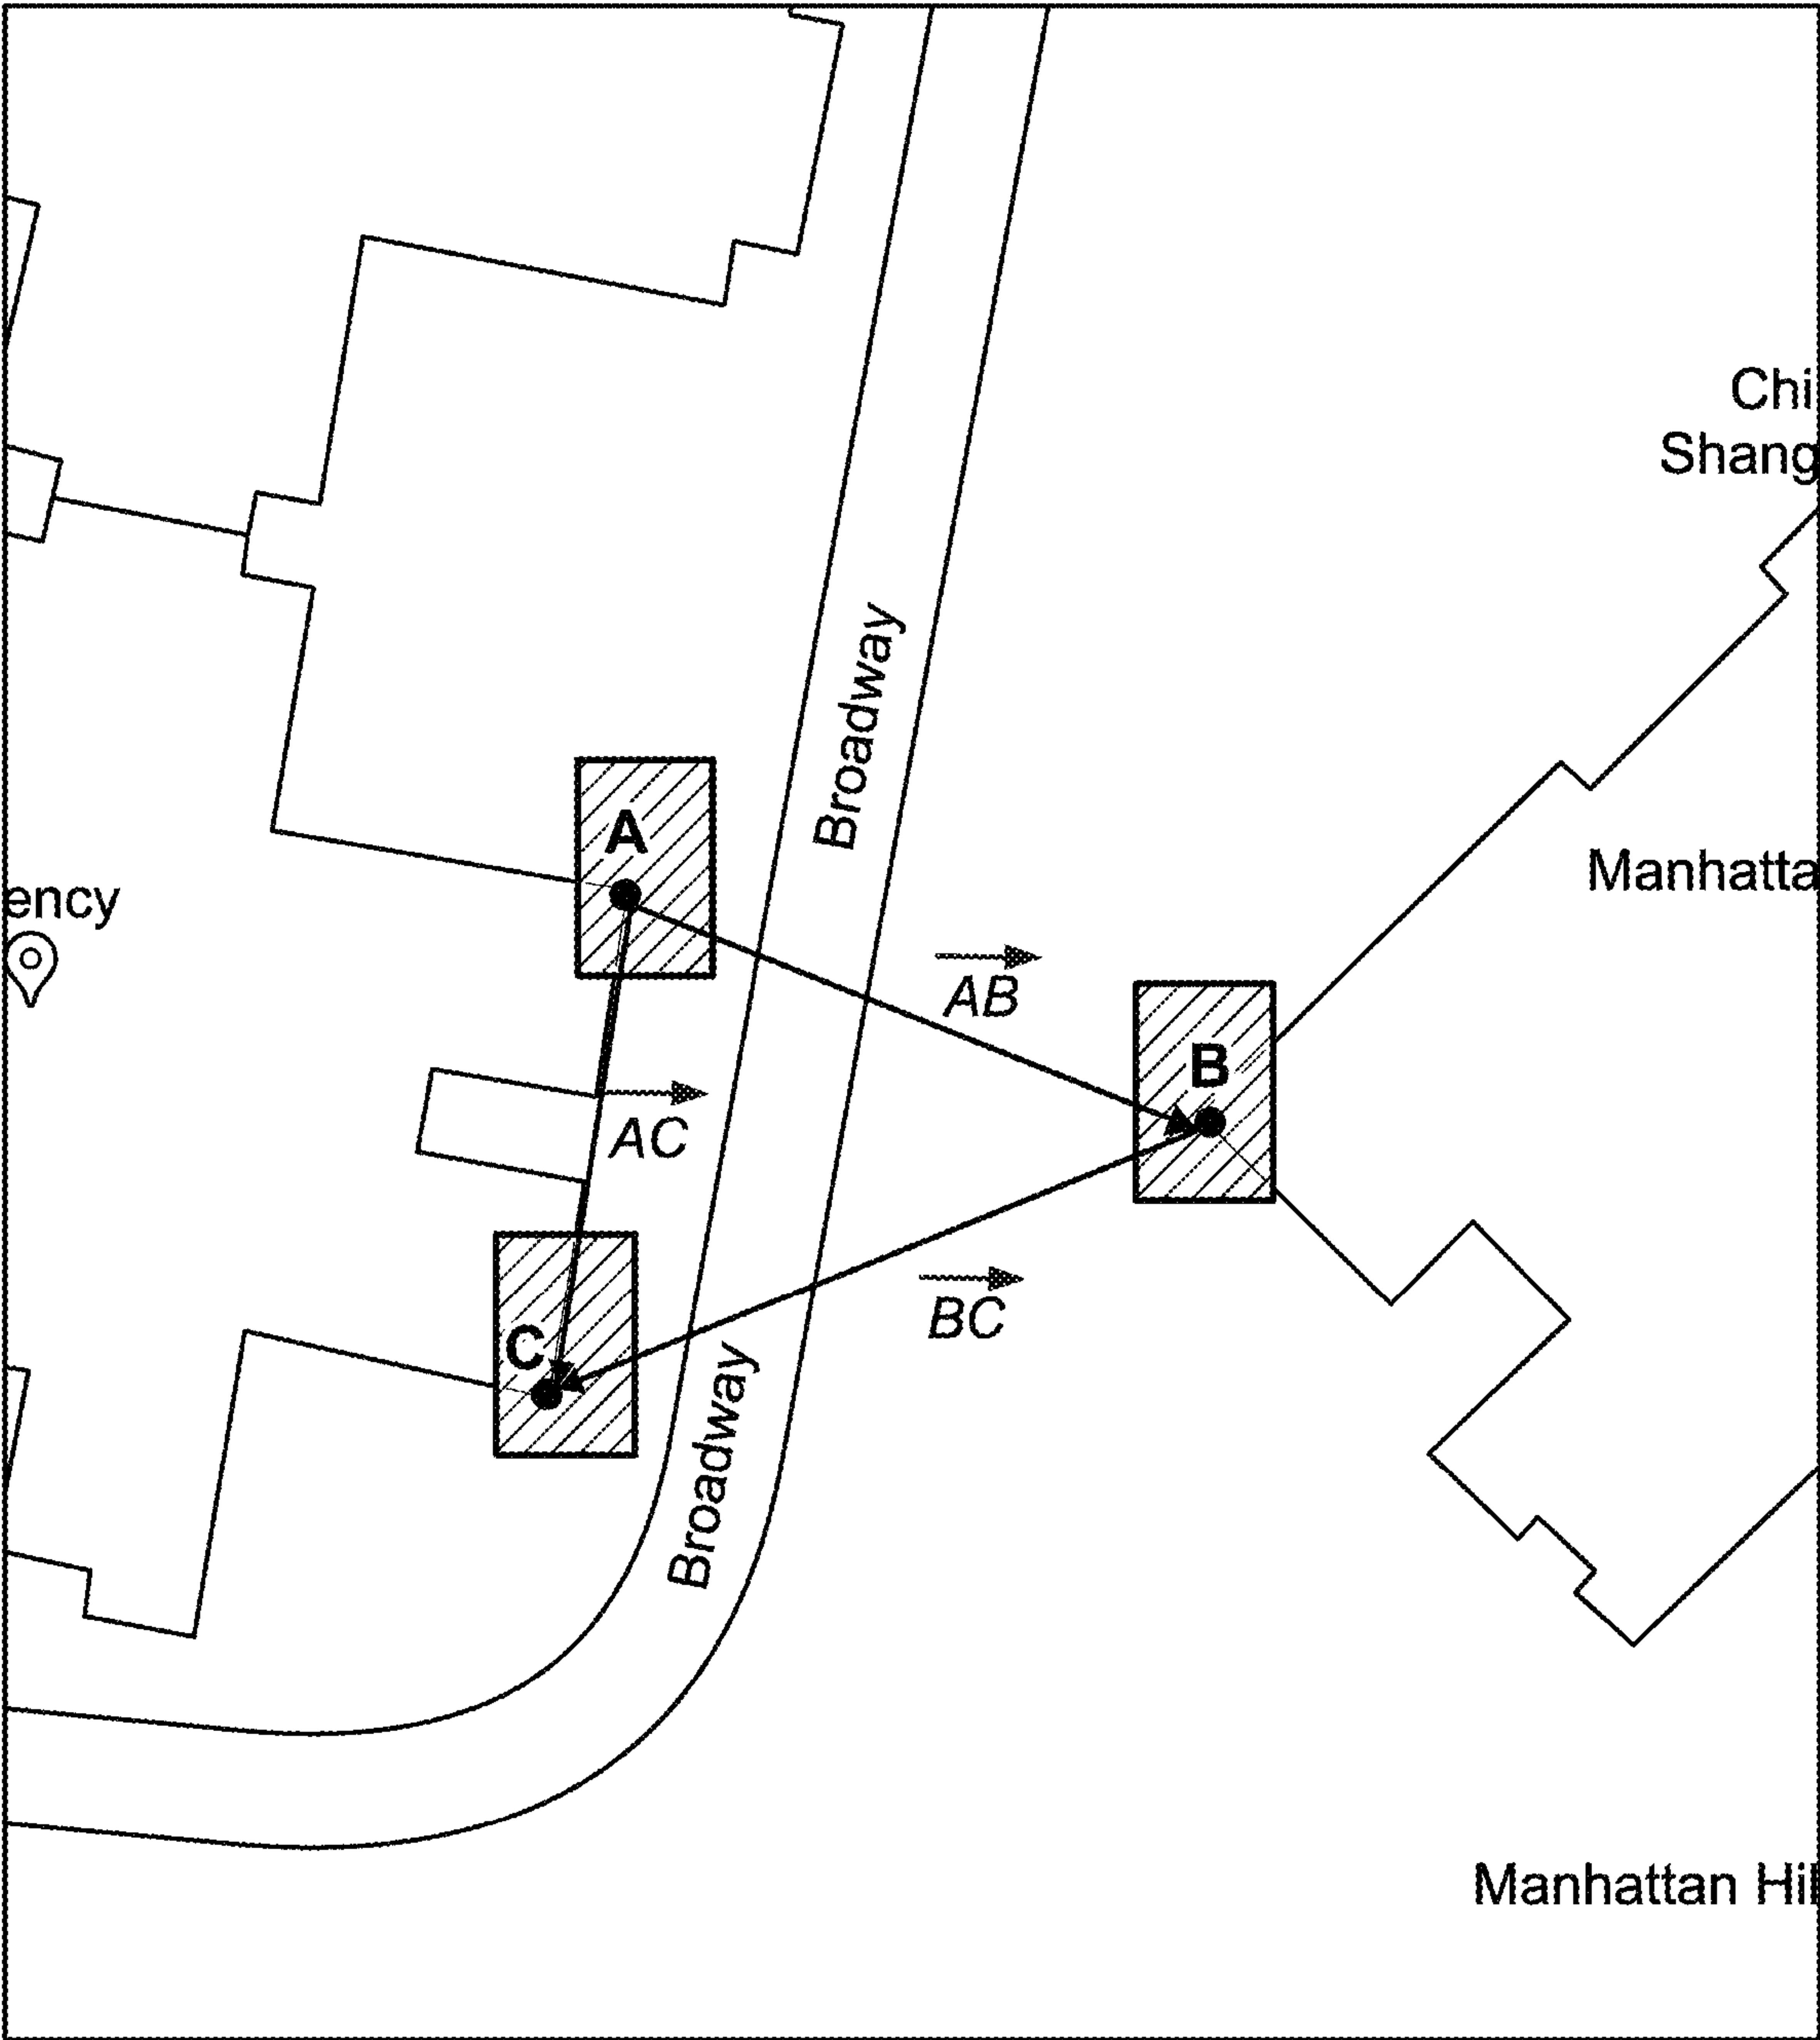 Chi
Shang
Broadway
A
Manhatta
ency
AB
B
AC
BC
C
Broadway
Manhattan Hil